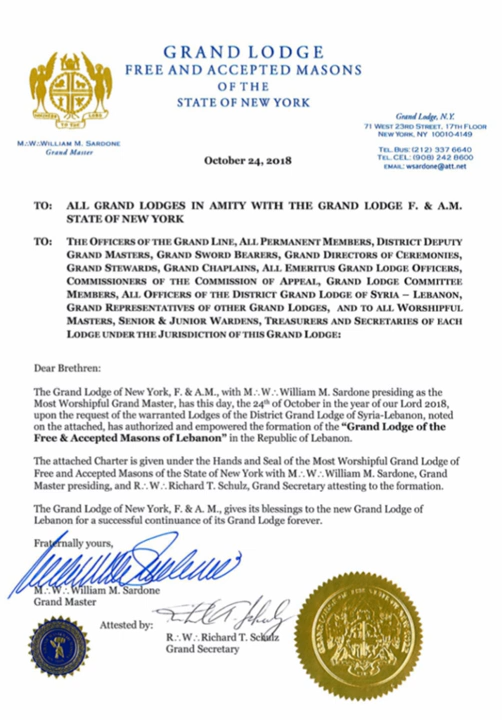 GRAND LODGE
FREE AND ACCEPTED MASONS
OF THE
STATE OF NEW YORK
M∴W∴WILLIAM M. SARDONE
Grand Master
Grand Lodge, N.Y.
71 WEST 23RD STREET, 17TH FLOOR
NEW YORK, NY 10010-4149
TEL. BUS: (212) 337 6640
TEL. CEL: (908) 242 8600
EMAIL: wsardone@att.net
October 24, 2018
TO: ALL GRAND LODGES IN AMITY WITH THE GRAND LODGE F. & A.M.
STATE OF NEW YORK
TO: THE OFFICERS OF THE GRAND LINE, ALL PERMANENT MEMBERS, DISTRICT DEPUTY
GRAND MASTERS, GRAND SWORD BEARERS, GRAND DIRECTORS OF CEREMONIES,
GRAND STEWARDS, GRAND CHAPLAINS, ALL EMERITUS GRAND LODGE OFFICERS,
COMMISSIONERS OF THE COMMISSION OF APPEAL, GRAND LODGE COMMITTEE
MEMBERS, ALL OFFICERS OF THE DISTRICT GRAND LODGE OF SYRIA – LEBANON,
GRAND REPRESENTATIVES OF OTHER GRAND LODGES, AND TO ALL WORSHIPFUL
MASTERS, SENIOR & JUNIOR WARDENS, TREASURERS AND SECRETARIES OF EACH
LODGE UNDER THE JURISDICTION OF THIS GRAND LODGE:
Dear Brethren:
The Grand Lodge of New York, F. & A.M., with M∴W∴William M. Sardone presiding as the
Most Worshipful Grand Master, has this day, the 24th of October in the year of our Lord 2018,
upon the request of the warranted Lodges of the District Grand Lodge of Syria-Lebanon, noted
on the attached, has authorized and empowered the formation of the "Grand Lodge of the
Free & Accepted Masons of Lebanon" in the Republic of Lebanon.
The attached Charter is given under the Hands and Seal of the Most Worshipful Grand Lodge of
Free and Accepted Masons of the State of New York with M∴W∴William M. Sardone, Grand
Master presiding, and R∴W∴Richard T. Schulz, Grand Secretary attesting to the formation.
The Grand Lodge of New York, F. & A. M., gives its blessings to the new Grand Lodge of
Lebanon for a successful continuance of its Grand Lodge forever.
Fraternally yours,
M∴W∴ William M. Sardone
Grand Master
Attested by:
R∴W∴Richard T. Schulz
Grand Secretary